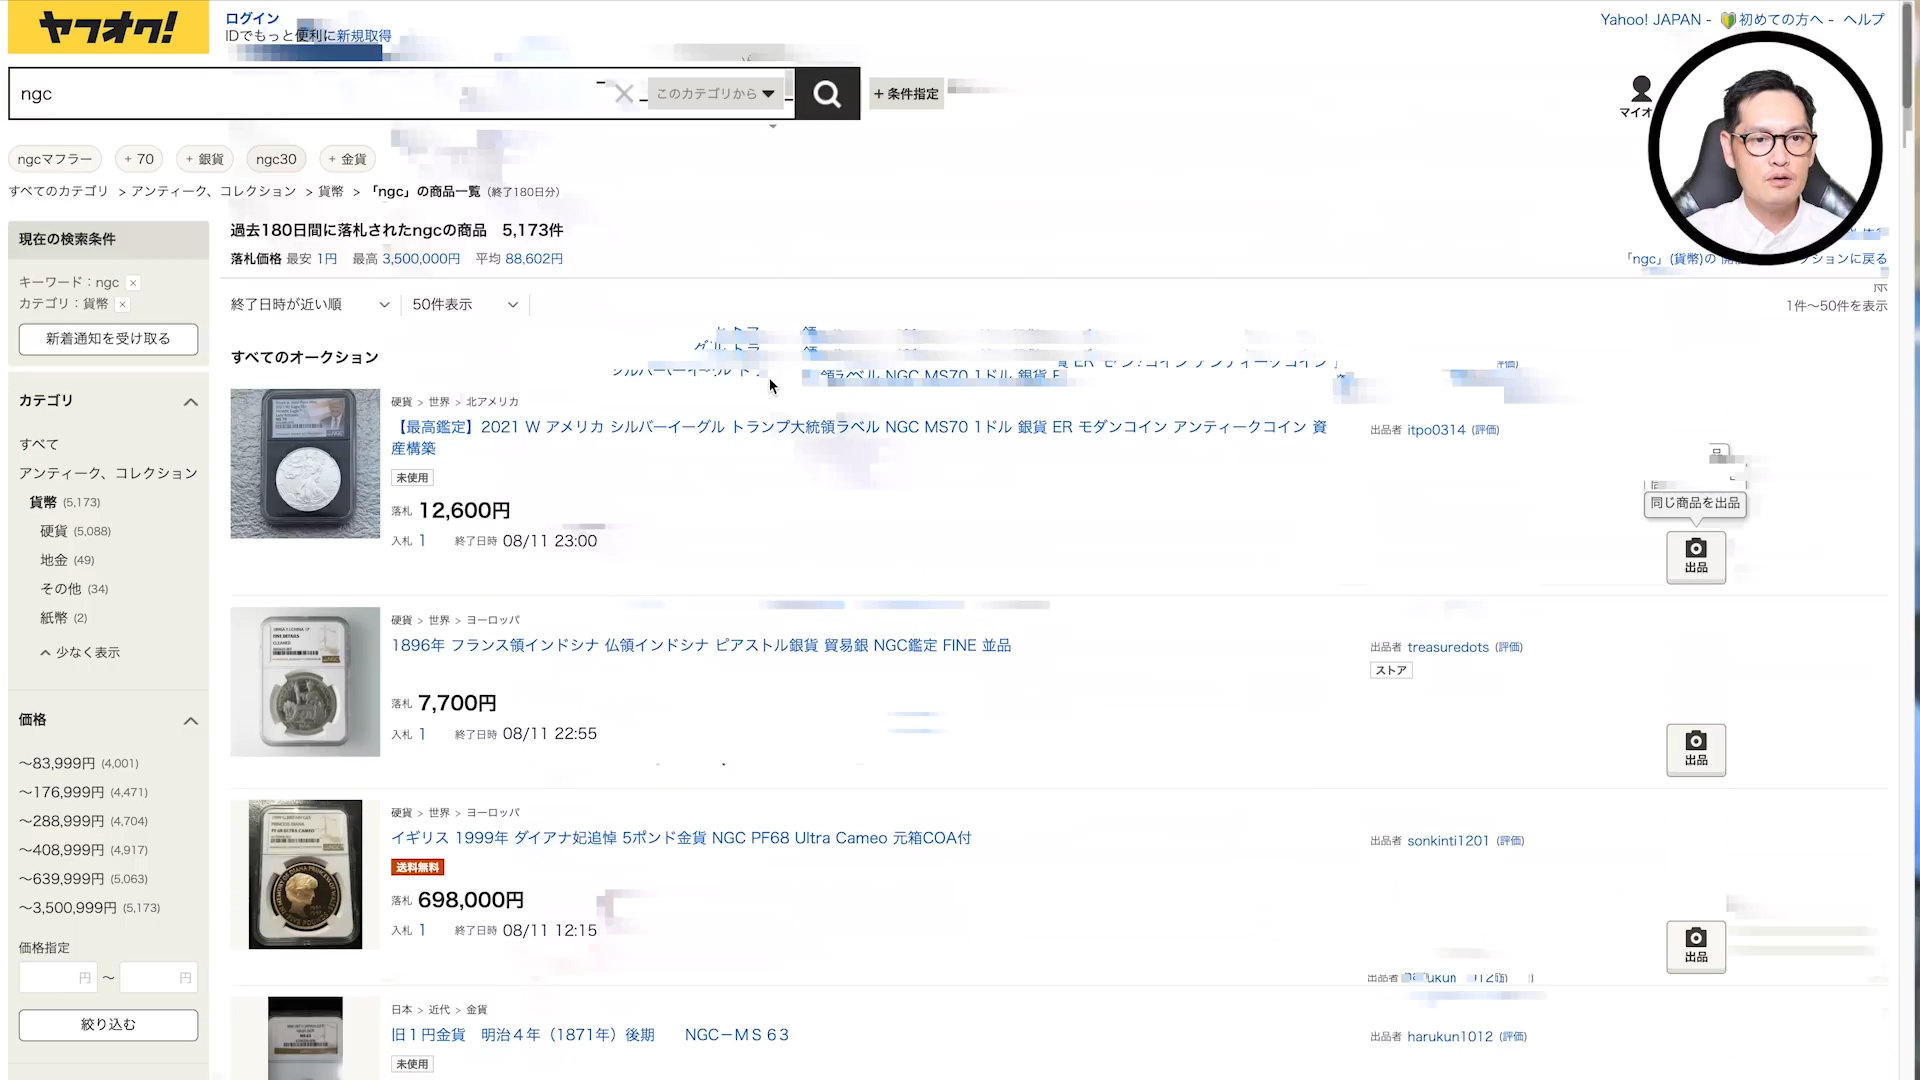 ヤフオク!
ログイン
IDでもっと便利に新規取得
Yahoo! JAPAN - 初めての方へ - ヘルプ
ngc
このカテゴリから
+条件指定
マイオ
ngcマフラー
+ 70
+ 銀貨
ngc30
+ 金貨
すべてのカテゴリ > アンティーク、コレクション > 貨幣 > 「ngc」の商品一覧 (終了180日分)
現在の検索条件
キーワード：ngc ×
カテゴリ：貨幣 ×
新着通知を受け取る
過去180日間に落札されたngcの商品 5,173件
落札価格 最安 1円 最高 3,500,000円 平均 88,602円
「ngc」(貨幣)の
ションに戻る
終了日時が近い順
50件表示
1件～50件を表示
すべてのオークション
カテゴリ
すべて
アンティーク、コレクション
貨幣 (5,173)
硬貨 (5,088)
地金 (49)
その他 (34)
紙幣 (2)
少なく表示
価格
～83,999円 (4,001)
～176,999円 (4,471)
～288,999円 (4,704)
～408,999円 (4,917)
～639,999円 (5,063)
～3,500,999円 (5,173)
価格指定
円 ～ 円
絞り込む
硬貨 > 世界 > 北アメリカ
【最高鑑定】2021 W アメリカ シルバーイーグル トランプ大統領ラベル NGC MS70 1ドル 銀貨 ER モダンコイン アンティークコイン 資
産構築
未使用
落札 12,600円
入札 1 終了日時 08/11 23:00
出品者 itpo0314 (評価)
同じ商品を出品
出品
硬貨 > 世界 > ヨーロッパ
1896年 フランス領インドシナ 仏領インドシナ ピアストル銀貨 貿易銀 NGC鑑定 FINE 並品
落札 7,700円
入札 1 終了日時 08/11 22:55
出品者 treasuredots (評価)
ストア
出品
硬貨 > 世界 > ヨーロッパ
イギリス 1999年 ダイアナ妃追悼 5ポンド金貨 NGC PF68 Ultra Cameo 元箱COA付
送料無料
落札 698,000円
入札 1 終了日時 08/11 12:15
出品者 sonkinti1201 (評価)
出品
日本 > 近代 > 金貨
旧１円金貨　明治４年（1871年）後期　　NGC－ＭＳ６３
未使用
出品者 harukun1012 (評価)